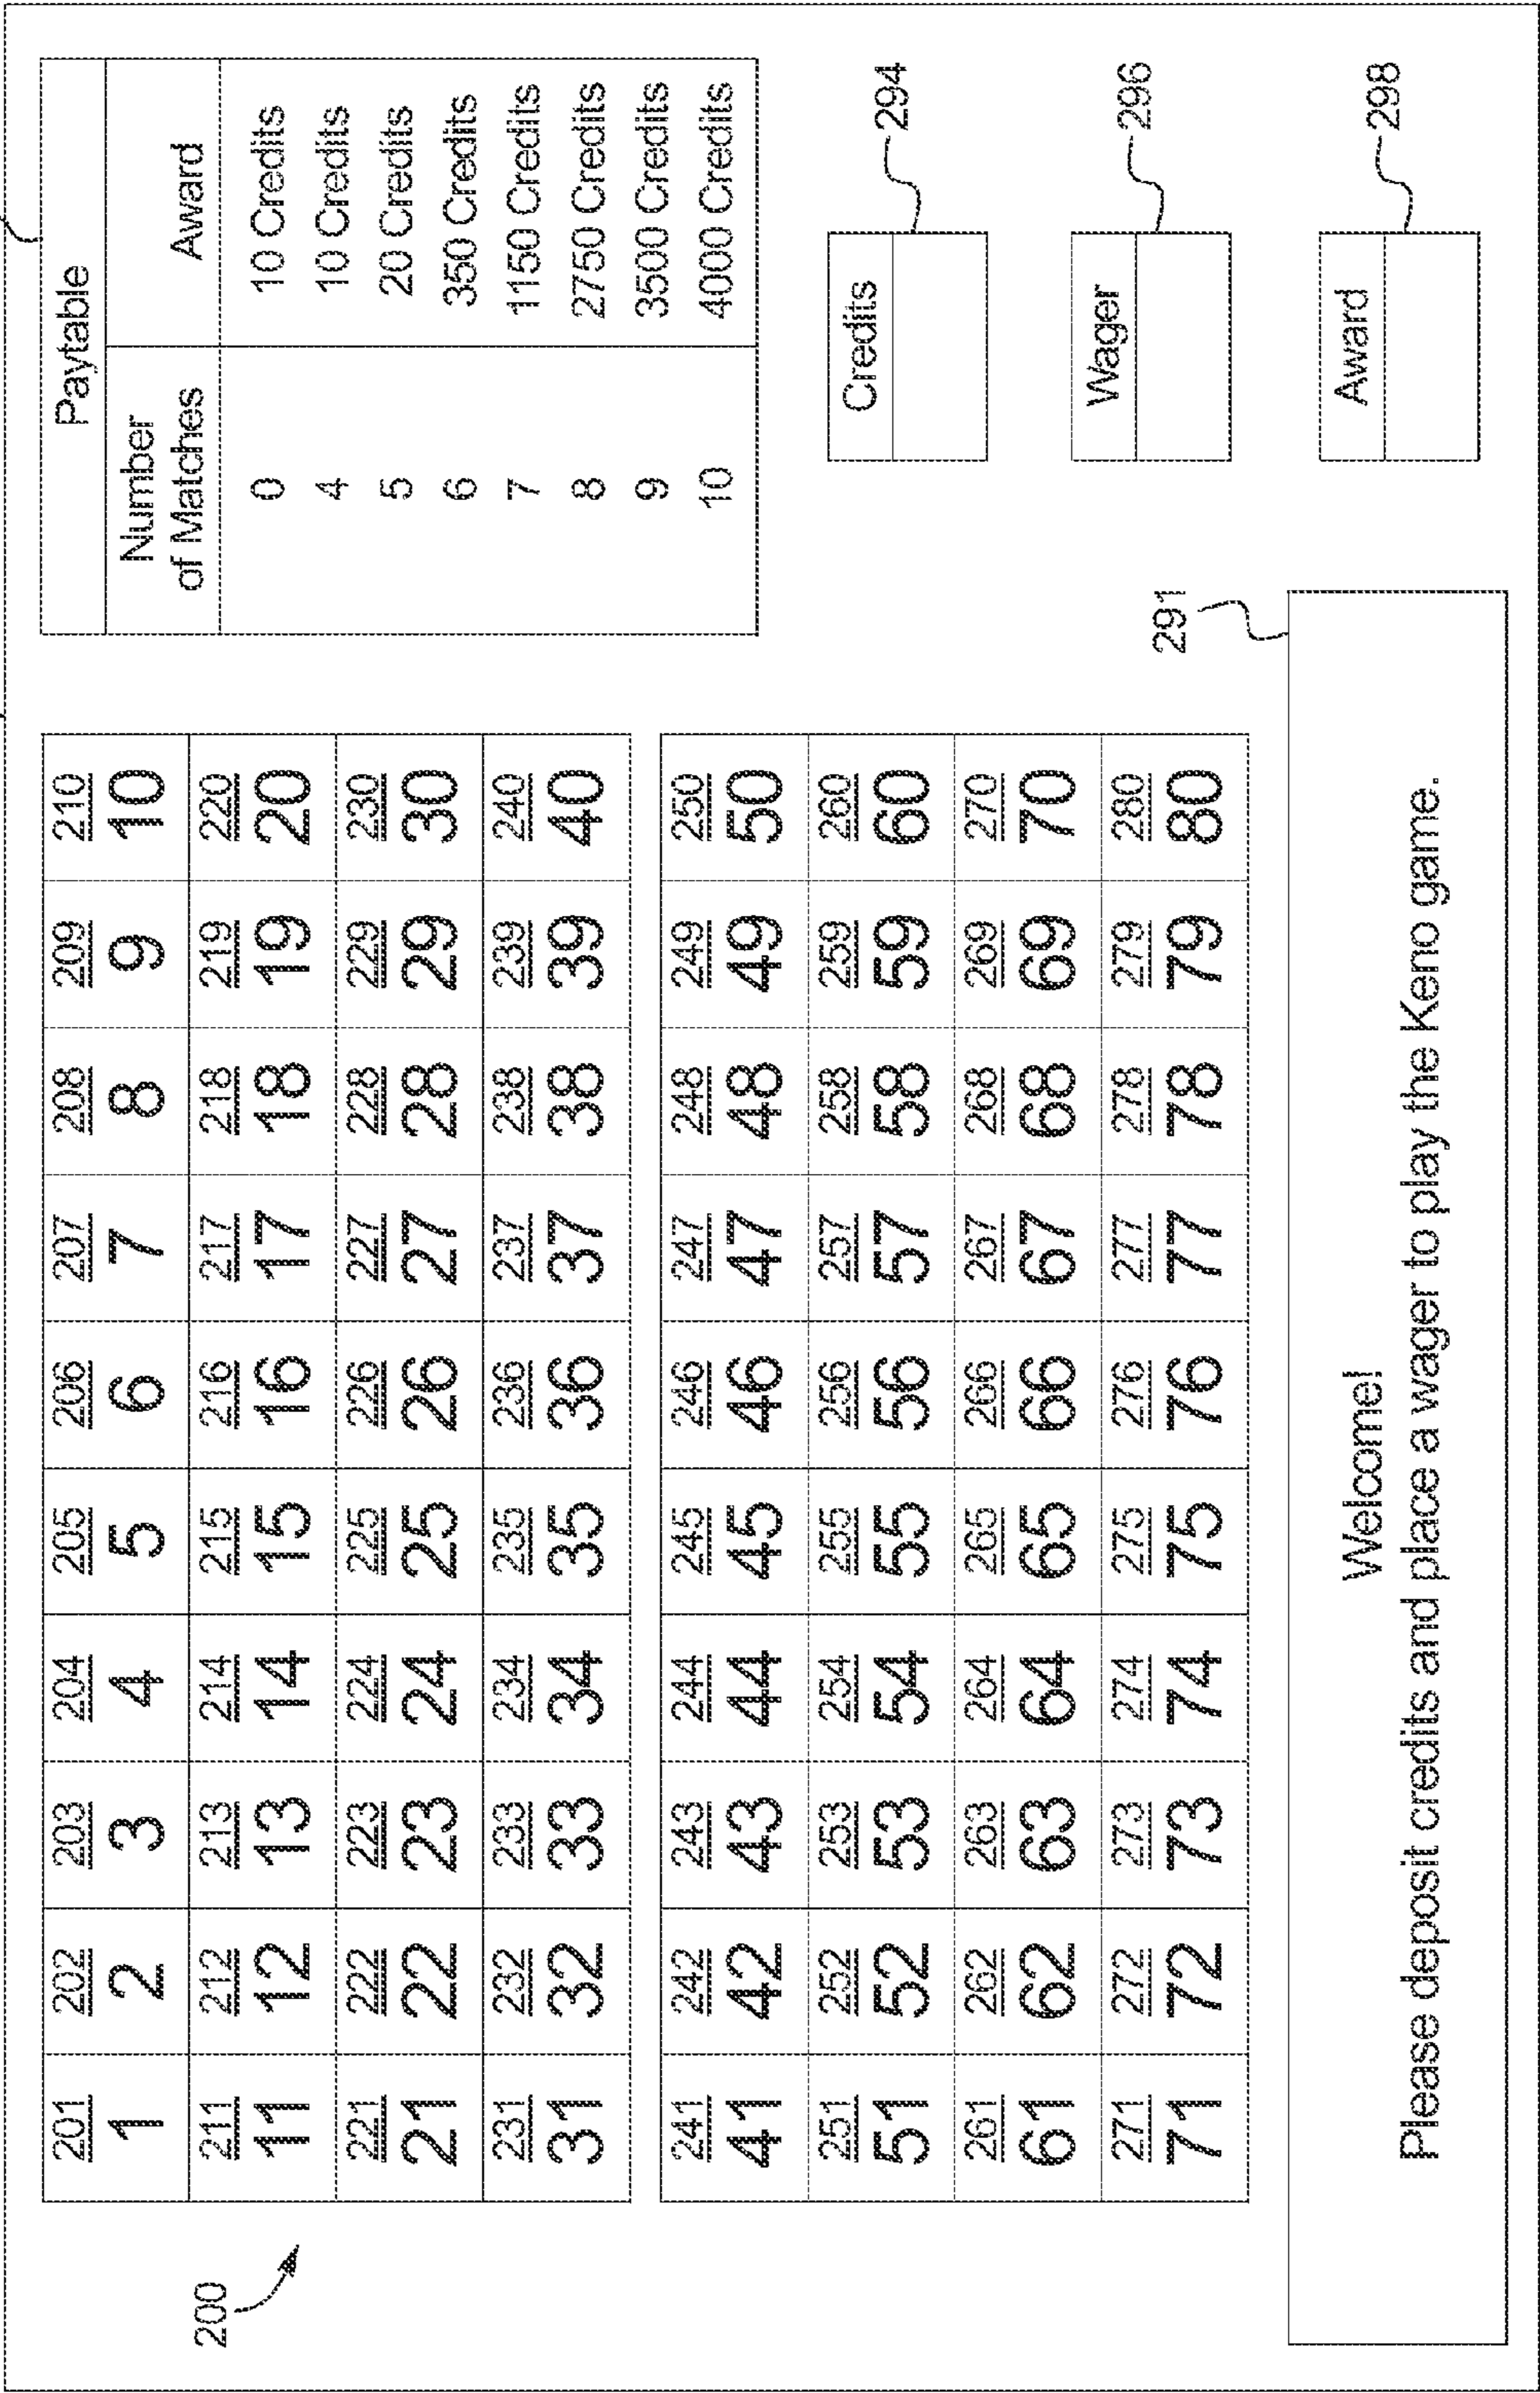 200
201 202 203 204 205 206 207 208 209 210
1 2 3 4 5 6 7 8 9 10
211 212 213 214 215 216 217 218 219 220
11 12 13 14 15 16 17 18 19 20
221 222 223 224 225 226 227 228 229 230
21 22 23 24 25 26 27 28 29 30
231 232 233 234 235 236 237 238 239 240
31 32 33 34 35 36 37 38 39 40
241 242 243 244 245 246 247 248 249 250
41 42 43 44 45 46 47 48 49 50
251 252 253 254 255 256 257 258 259 260
51 52 53 54 55 56 57 58 59 60
261 262 263 264 265 266 267 268 269 270
61 62 63 64 65 66 67 68 69 70
271 272 273 274 275 276 277 278 279 280
71 72 73 74 75 76 77 78 79 80
Paytable
Number
of Matches
Award
0 10 Credits
4 10 Credits
5 20 Credits
6 350 Credits
7 1150 Credits
8 2750 Credits
9 3500 Credits
10 4000 Credits
Credits
294
Wager
296
Award
298
291
Welcome!
Please deposit credits and place a wager to play the Keno game.